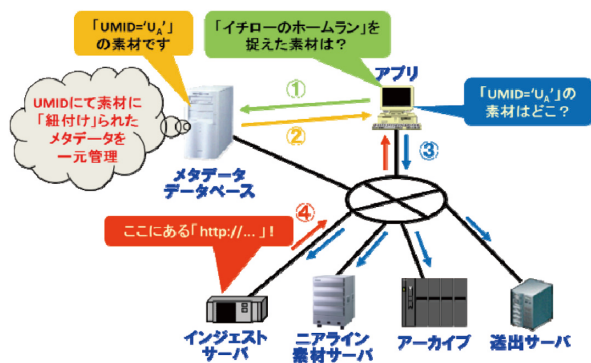 「UMID='UA'」
の素材です
「イチローのホームラン」を
捉えた素材は？
アプリ
「UMID='UA'」の
素材はどこ？
UMIDにて素材に
「紐付け」られた
メタデータを
一元管理
①
②
③
メタデータ
データベース
④
ここにある「http://…」！
インジェスト
サーバ
ニアライン
素材サーバ
アーカイブ
送出サーバ